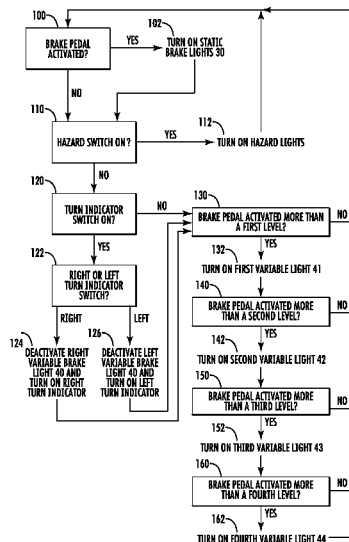 100
BRAKE PEDAL
ACTIVATED?
YES
102
TURN ON STATIC
BRAKE LIGHTS 30
NO
110
HAZARD SWITCH ON?
YES
112
TURN ON HAZARD LIGHTS
NO
120
TURN INDICATOR
SWITCH ON?
NO
YES
122
RIGHT OR LEFT
TURN INDICATOR
SWITCH?
RIGHT
LEFT
124
DEACTIVATE RIGHT
VARIABLE BRAKE
LIGHT 40 AND
TURN ON RIGHT
TURN INDICATOR
126
DEACTIVATE LEFT
VARIABLE BRAKE
LIGHT 40 AND
TURN ON LEFT
TURN INDICATOR
130
BRAKE PEDAL ACTIVATED MORE THAN
A FIRST LEVEL?
NO
YES
132
TURN ON FIRST VARIABLE LIGHT 41
140
BRAKE PEDAL ACTIVATED MORE
THAN A SECOND LEVEL?
NO
YES
142
TURN ON SECOND VARIABLE LIGHT 42
150
BRAKE PEDAL ACTIVATED MORE
THAN A THIRD LEVEL?
NO
YES
152
TURN ON THIRD VARIABLE LIGHT 43
160
BRAKE PEDAL ACTIVATED MORE
THAN A FOURTH LEVEL?
NO
YES
162
TURN ON FOURTH VARIABLE LIGHT 44